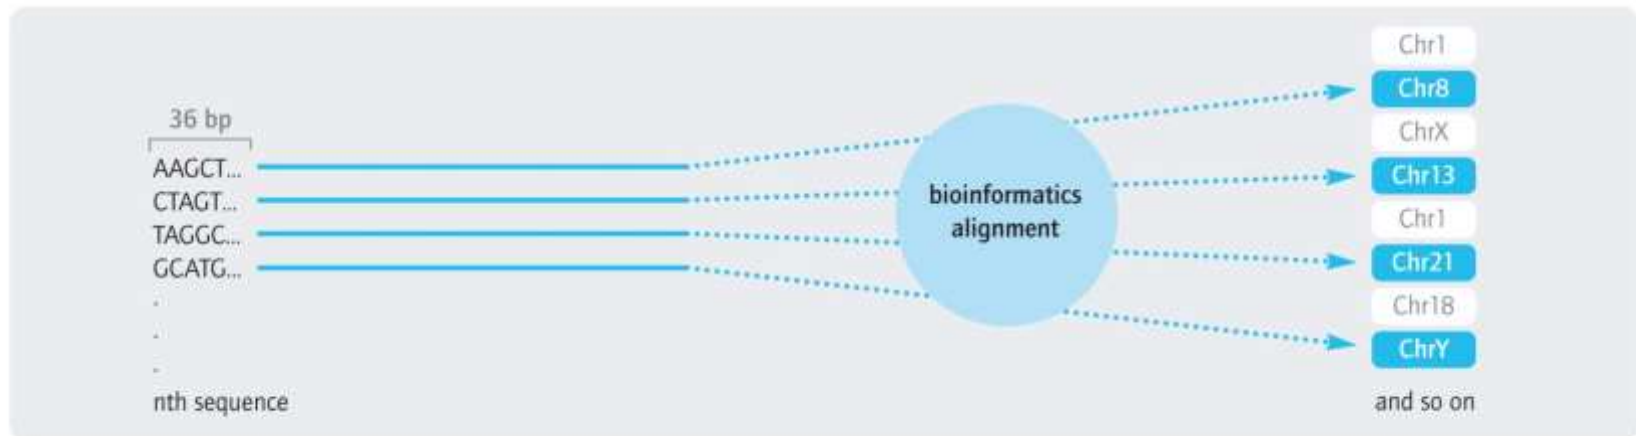 36 bp
AAGCT...
CTAGT...
TAGGC...
GCATG...
.
.
.
nth sequence
bioinformatics
alignment
Chr1
Chr8
ChrX
Chr13
Chr1
Chr21
Chr18
ChrY
and so on